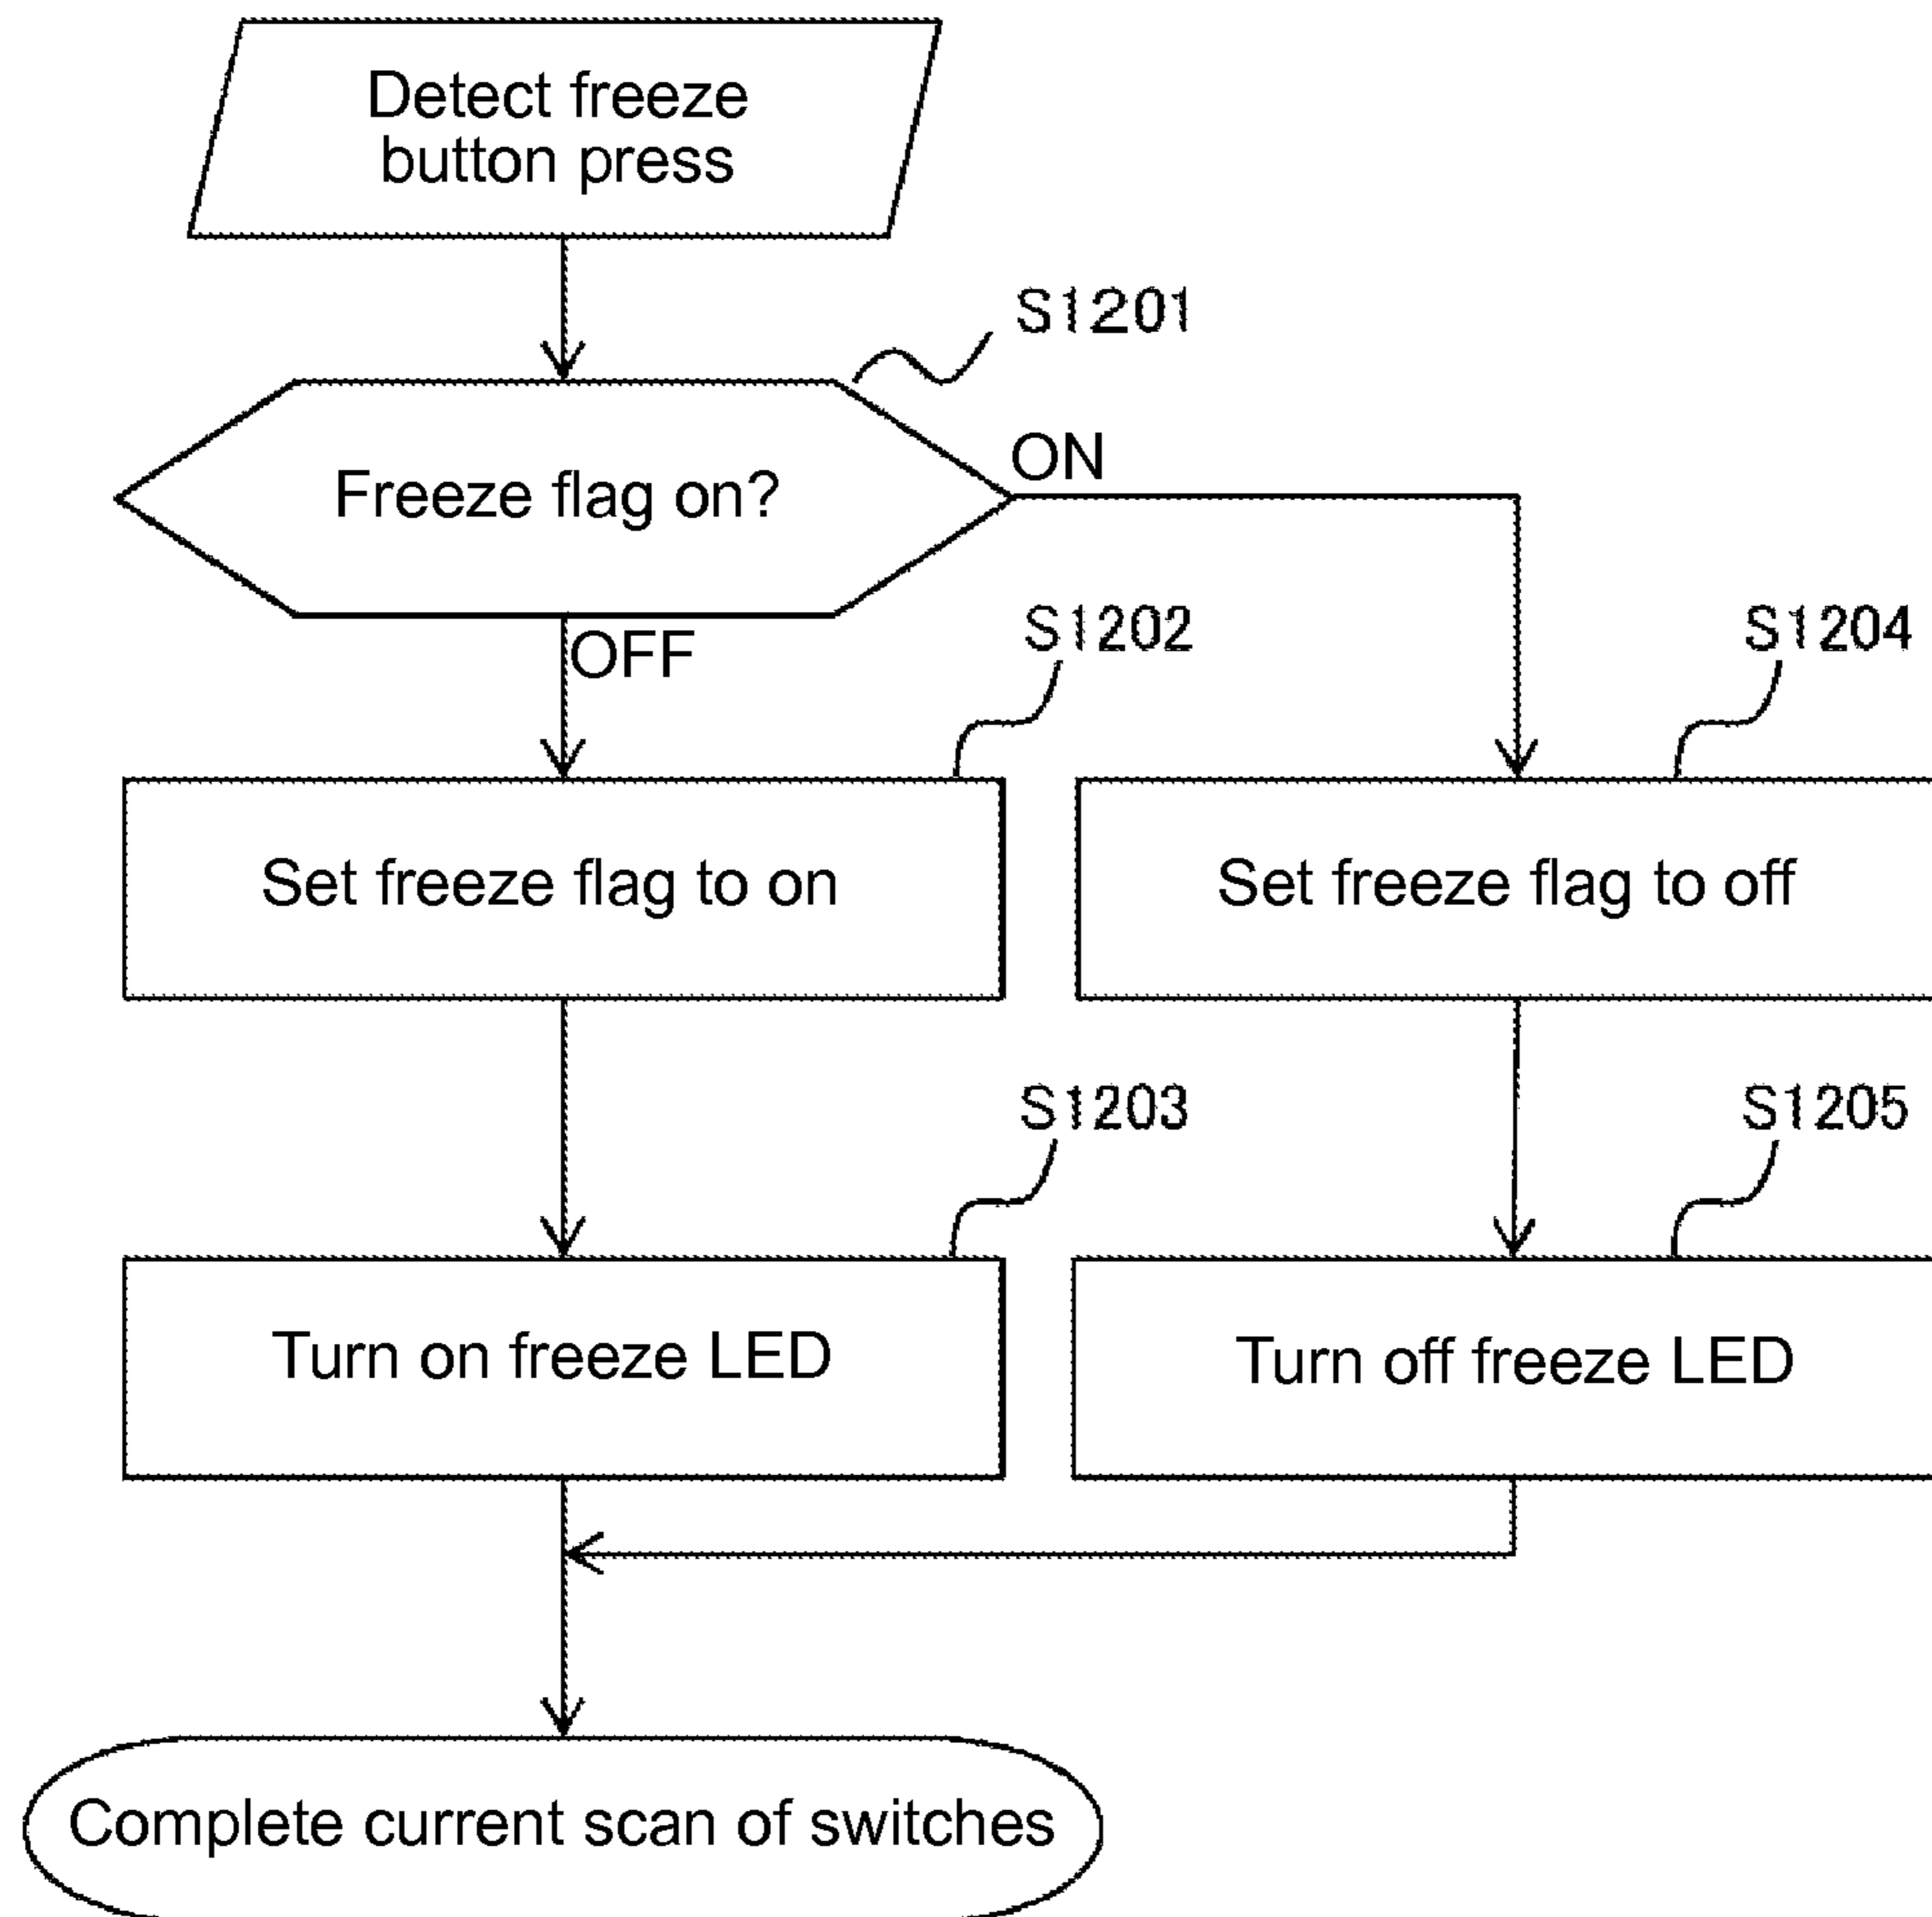 Detect freeze
button press
S1201
Freeze flag on?
ON
OFF
S1202
S1204
Set freeze flag to on
Set freeze flag to off
S1203
S1205
Turn on freeze LED
Turn off freeze LED
Complete current scan of switches